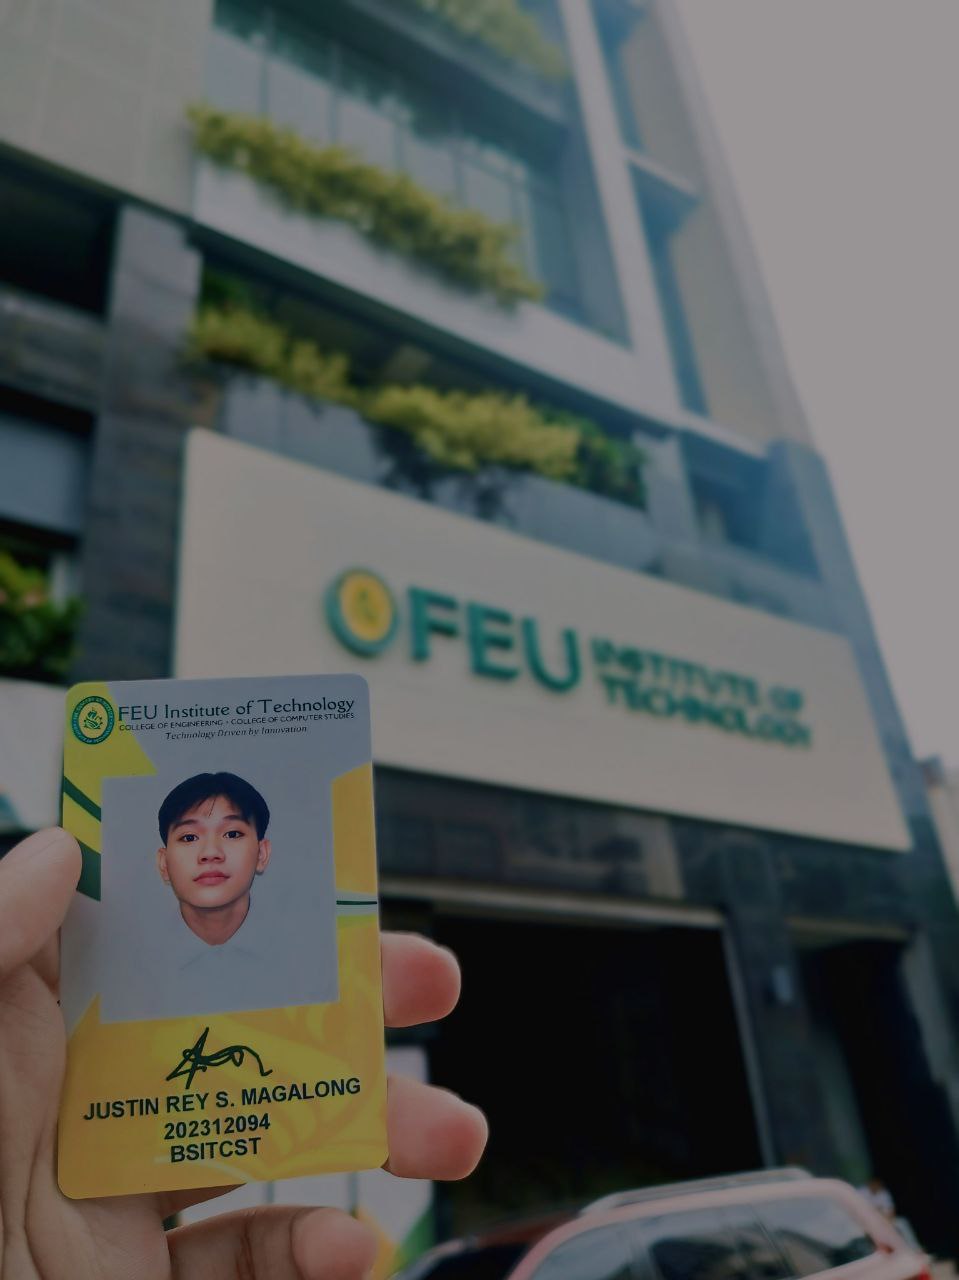 FEU INSTITUTE OF
TECHNOLOGY
FEU Institute of Technology
COLLEGE OF ENGINEERING • COLLEGE OF COMPUTER STUDIES
Technology Driven by Innovation
JUSTIN REY S. MAGALONG
202312094
BSITCST